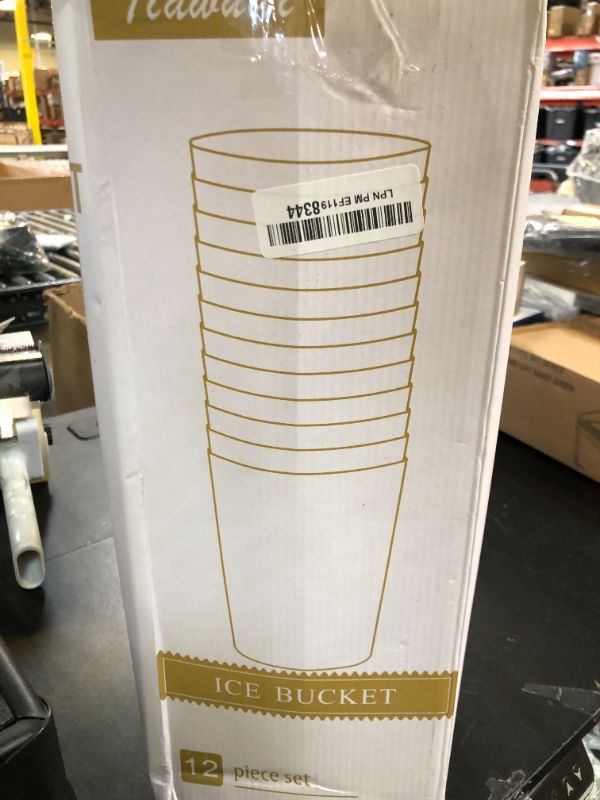 LPN PM EF1198344
ICE BUCKET
12 piece set